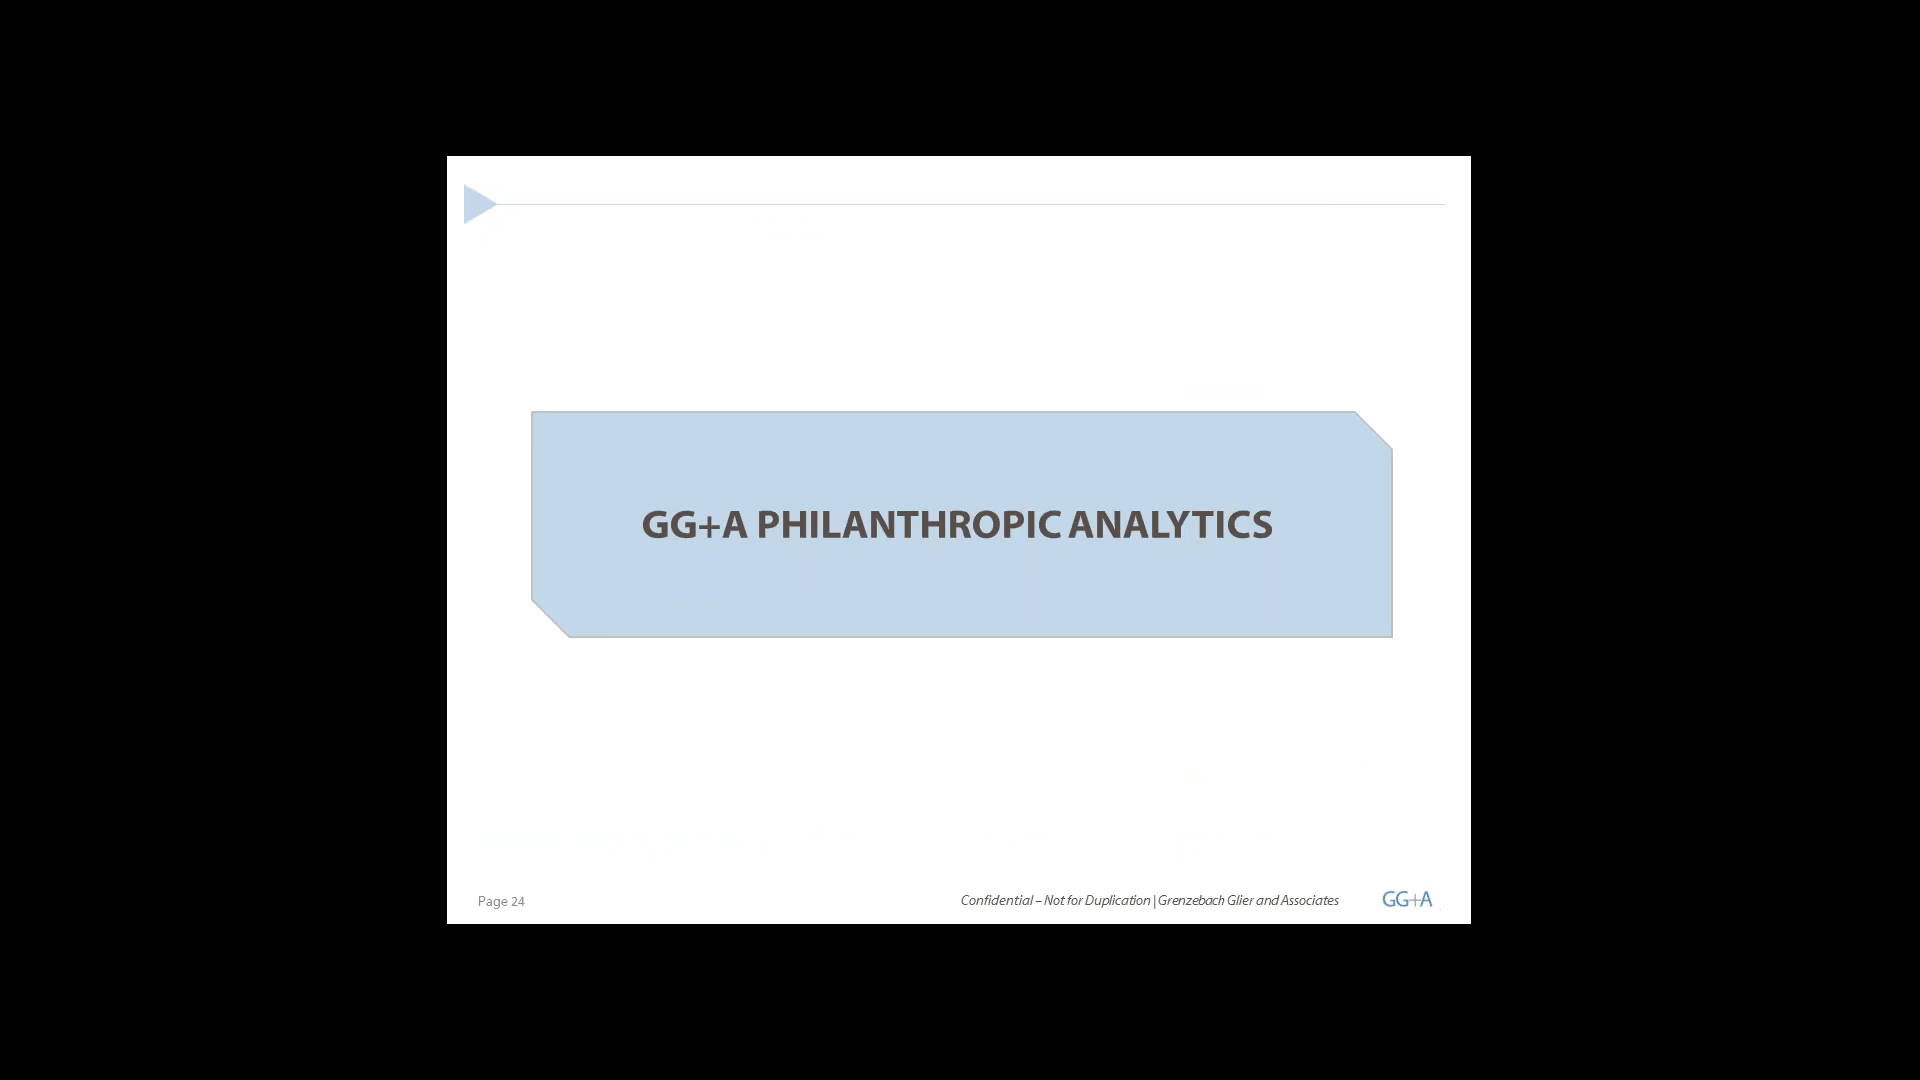 GG+A PHILANTHROPIC ANALYTICS
Page 24
Confidential – Not for Duplication | Grenzebach Glier and Associates
GG+A